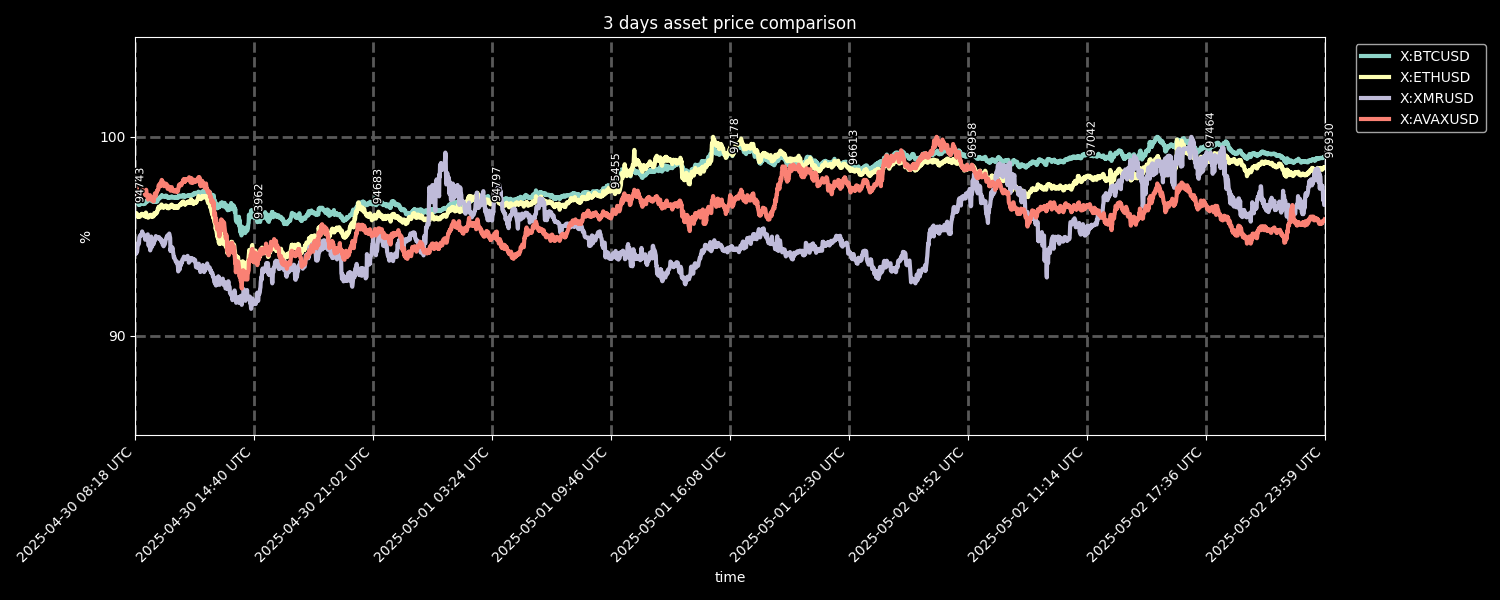 3 days asset price comparison
X:BTCUSD
X:ETHUSD
X:XMRUSD
X:AVAXUSD
100
90
%
94743
93962
94683
94797
95455
97178
96613
96958
97042
97464
96930
2025-04-30 08:18 UTC
2025-04-30 14:40 UTC
2025-04-30 21:02 UTC
2025-05-01 03:24 UTC
2025-05-01 09:46 UTC
2025-05-01 16:08 UTC
2025-05-01 22:30 UTC
2025-05-02 04:52 UTC
2025-05-02 11:14 UTC
2025-05-02 17:36 UTC
2025-05-02 23:59 UTC
time